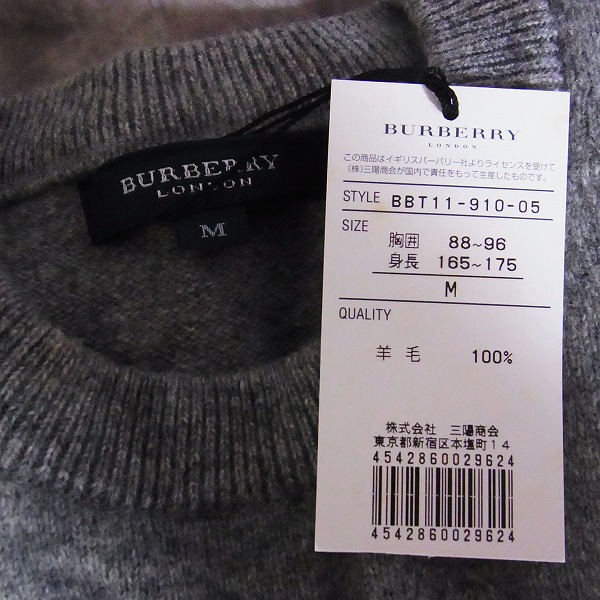 BURBERRY
LONDON
M
BURBERRY
LONDON
この商品はイギリスバーバリー社よりライセンスを受けて
(株)三陽商会が国内で責任をもって生産したものです。
STYLE BBT11-910-05
SIZE
胸囲 88~96
身長 165~175
M
QUALITY
羊毛 100%
株式会社 三陽商会
東京都新宿区本塩町14
4542860029624
4542860029624